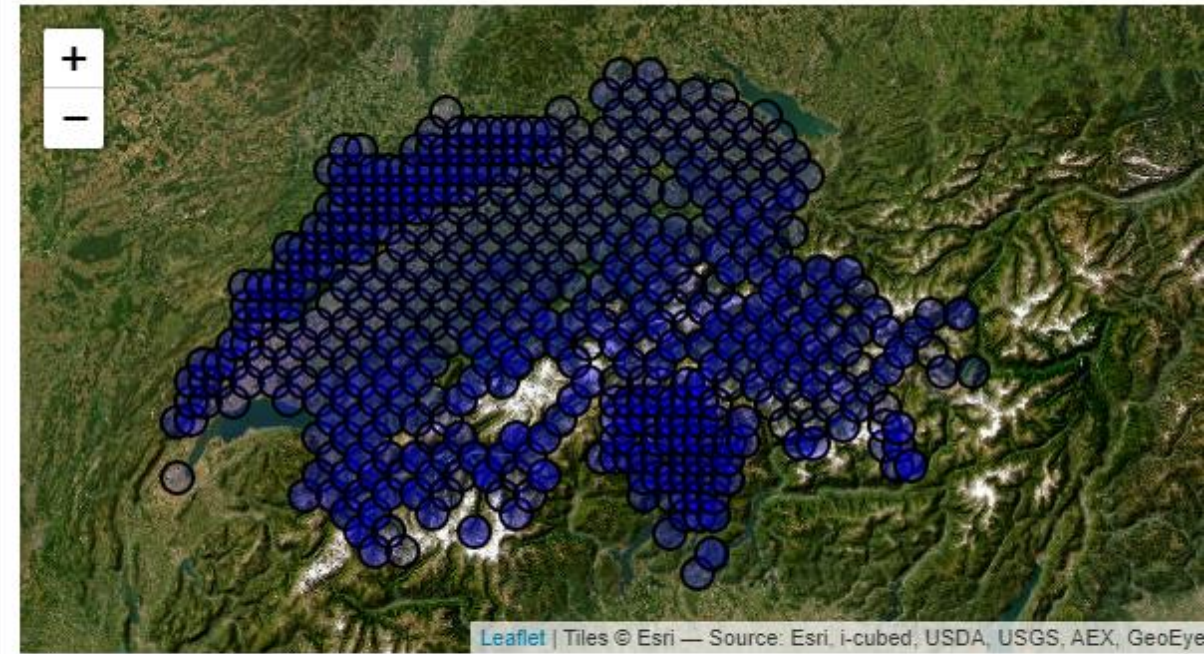 +
−
Leaflet | Tiles © Esri — Source: Esri, i-cubed, USDA, USGS, AEX, GeoEye